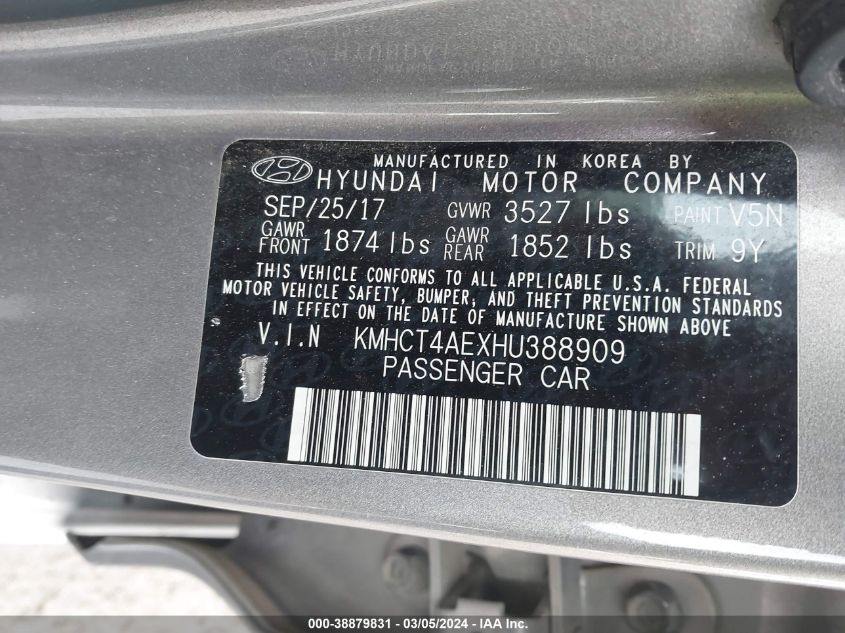 MANUFACTURED IN KOREA BY
HYUNDAI MOTOR COMPANY
SEP/25/17 GVWR 3527 lbs PAINT V5N
GAWR FRONT 1874 lbs GAWR REAR 1852 lbs TRIM 9Y
THIS VEHICLE CONFORMS TO ALL APPLICABLE U.S.A. FEDERAL
MOTOR VEHICLE SAFETY, BUMPER, AND THEFT PREVENTION STANDARDS
IN EFFECT ON THE DATE OF MANUFACTURE SHOWN ABOVE.
V.I.N KMHCT4AEXHU388909
PASSENGER CAR
000-38879831 - 03/05/2024 - IAA Inc.